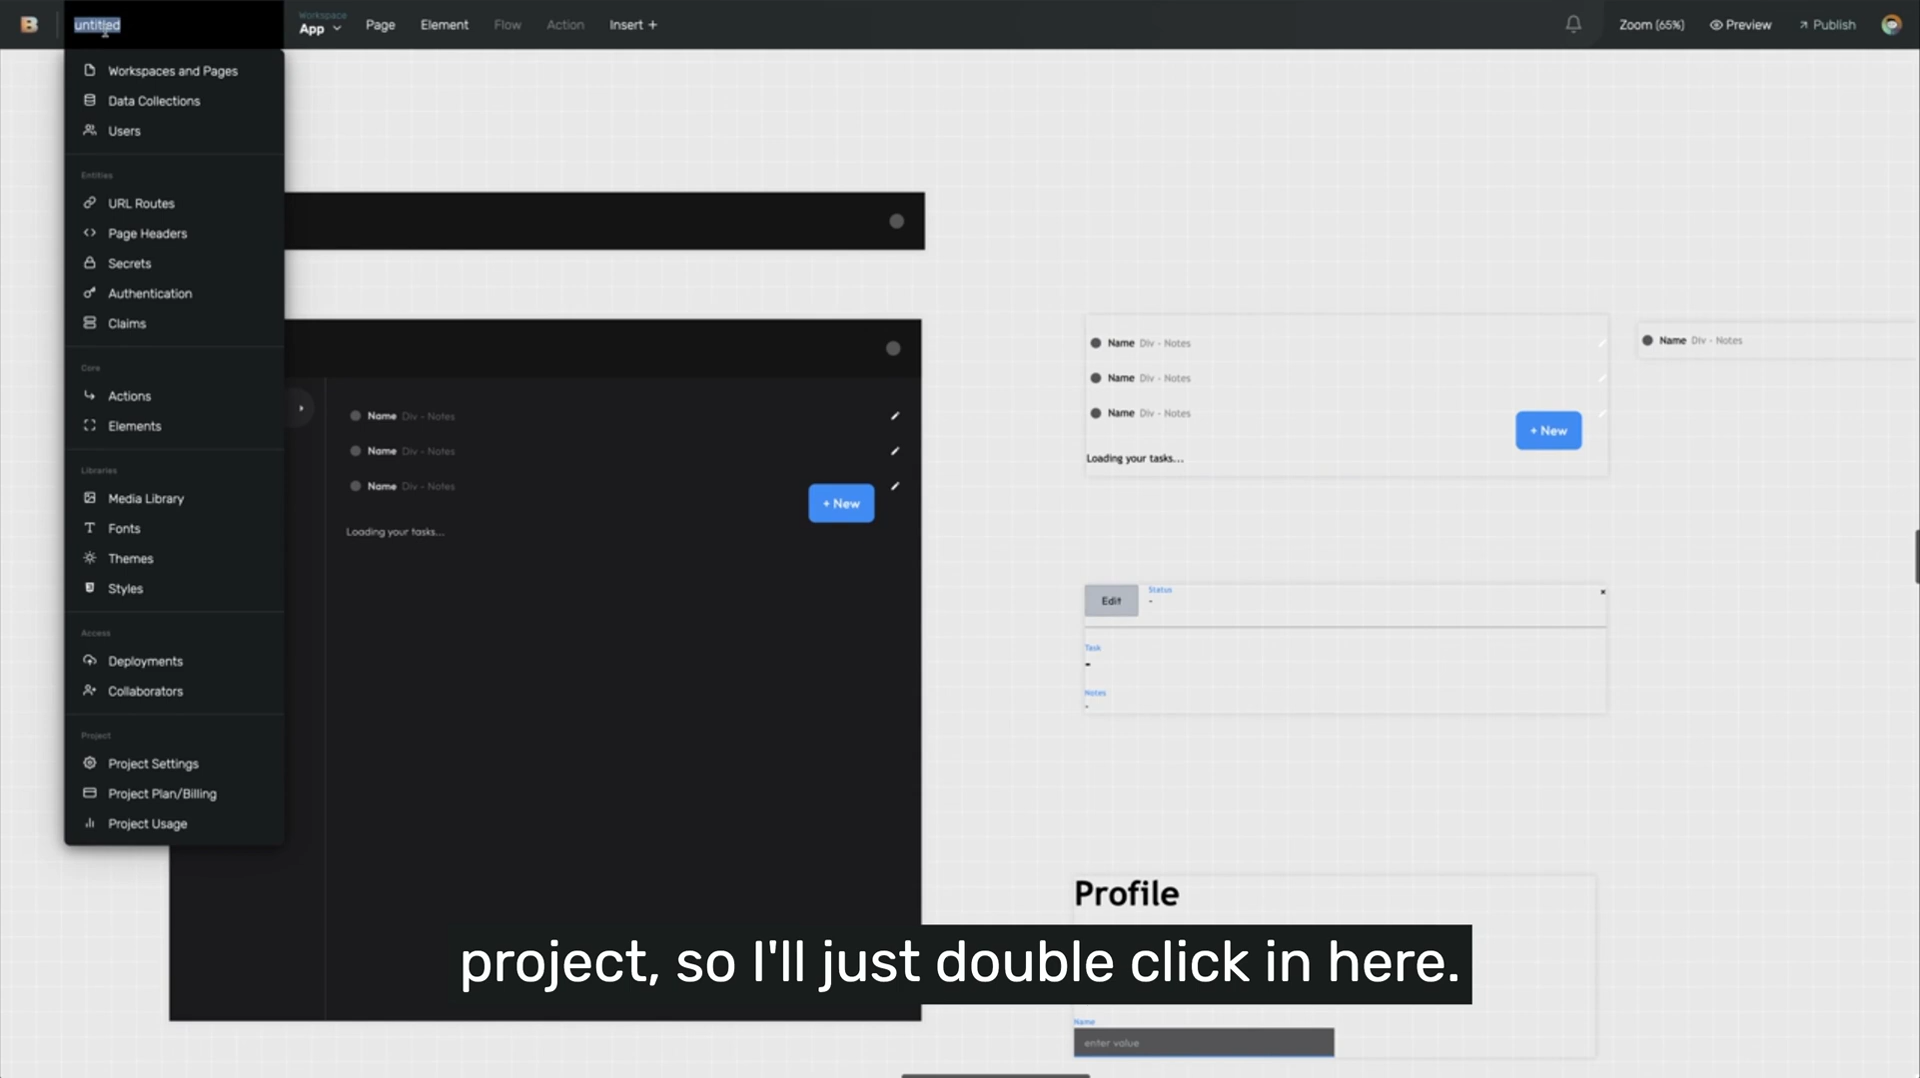 B
untitled
Workspace
App
Page
Element
Flow
Action
Insert +
Zoom (65%)
Preview
Publish
Workspaces and Pages
Data Collections
Users
Entities
URL Routes
Page Headers
Secrets
Authentication
Claims
Core
Actions
Elements
Libraries
Media Library
Fonts
Themes
Styles
Access
Deployments
Collaborators
Project
Project Settings
Project Plan/Billing
Project Usage
Name Div - Notes
Name Div - Notes
Name Div - Notes
+ New
Loading your tasks...
Name Div - Notes
Name Div - Notes
Name Div - Notes
+ New
Loading your tasks...
Name Div - Notes
Edit
Status
-
Task
-
Notes
-
Profile
Name
enter value
project, so I'll just double click in here.